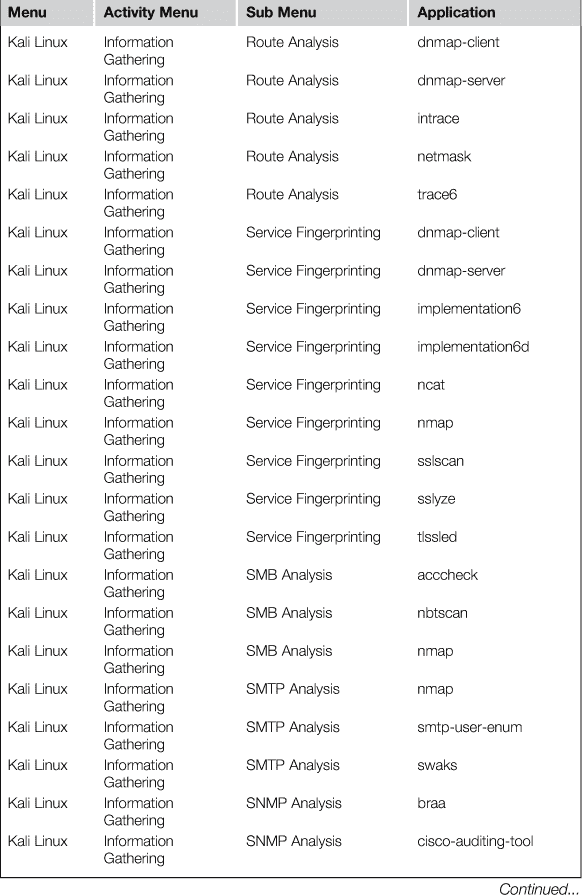 Menu Activity Menu Sub Menu Application
Kali Linux Information Gathering Route Analysis dnmap-client
Kali Linux Information Gathering Route Analysis dnmap-server
Kali Linux Information Gathering Route Analysis intrace
Kali Linux Information Gathering Route Analysis netmask
Kali Linux Information Gathering Route Analysis trace6
Kali Linux Information Gathering Service Fingerprinting dnmap-client
Kali Linux Information Gathering Service Fingerprinting dnmap-server
Kali Linux Information Gathering Service Fingerprinting implementation6
Kali Linux Information Gathering Service Fingerprinting implementation6d
Kali Linux Information Gathering Service Fingerprinting ncat
Kali Linux Information Gathering Service Fingerprinting nmap
Kali Linux Information Gathering Service Fingerprinting sslscan
Kali Linux Information Gathering Service Fingerprinting sslyze
Kali Linux Information Gathering Service Fingerprinting tlssled
Kali Linux Information Gathering SMB Analysis acccheck
Kali Linux Information Gathering SMB Analysis nbtscan
Kali Linux Information Gathering SMB Analysis nmap
Kali Linux Information Gathering SMTP Analysis nmap
Kali Linux Information Gathering SMTP Analysis smtp-user-enum
Kali Linux Information Gathering SMTP Analysis swaks
Kali Linux Information Gathering SNMP Analysis braa
Kali Linux Information Gathering SNMP Analysis cisco-auditing-tool
Continued...